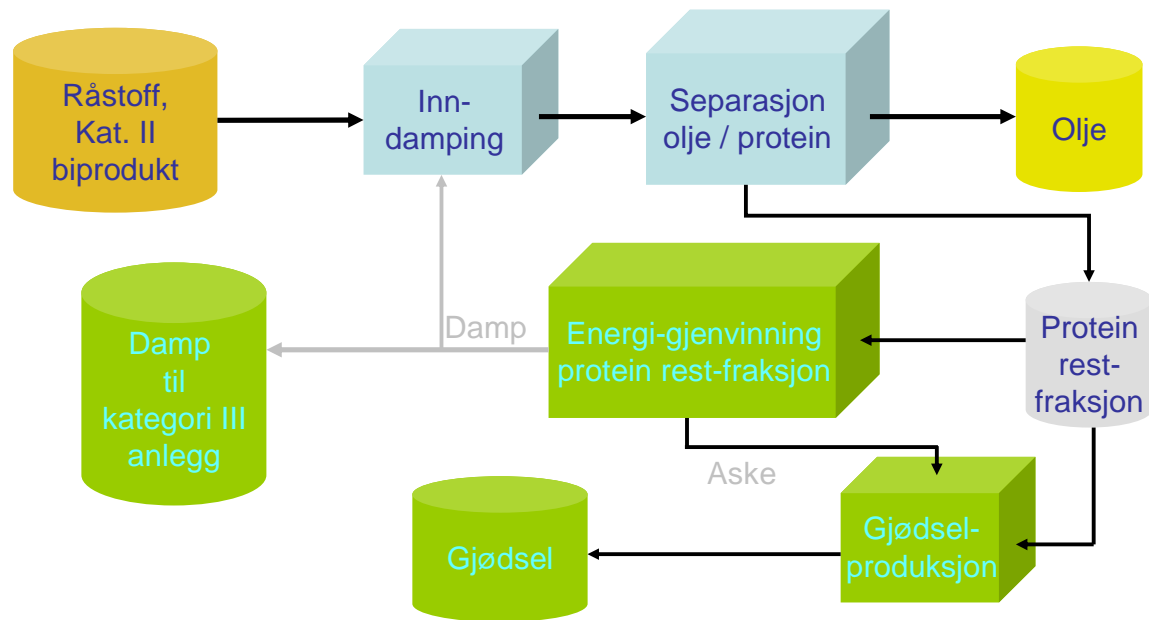 Råstoff,
Kat. II
biprodukt
Inn-
damping
Separasjon
olje / protein
Olje
Damp
til
kategori III
anlegg
Damp
Energi-gjenvinning
protein rest-fraksjon
Protein
rest-
fraksjon
Aske
Gjødsel
Gjødsel-
produksjon